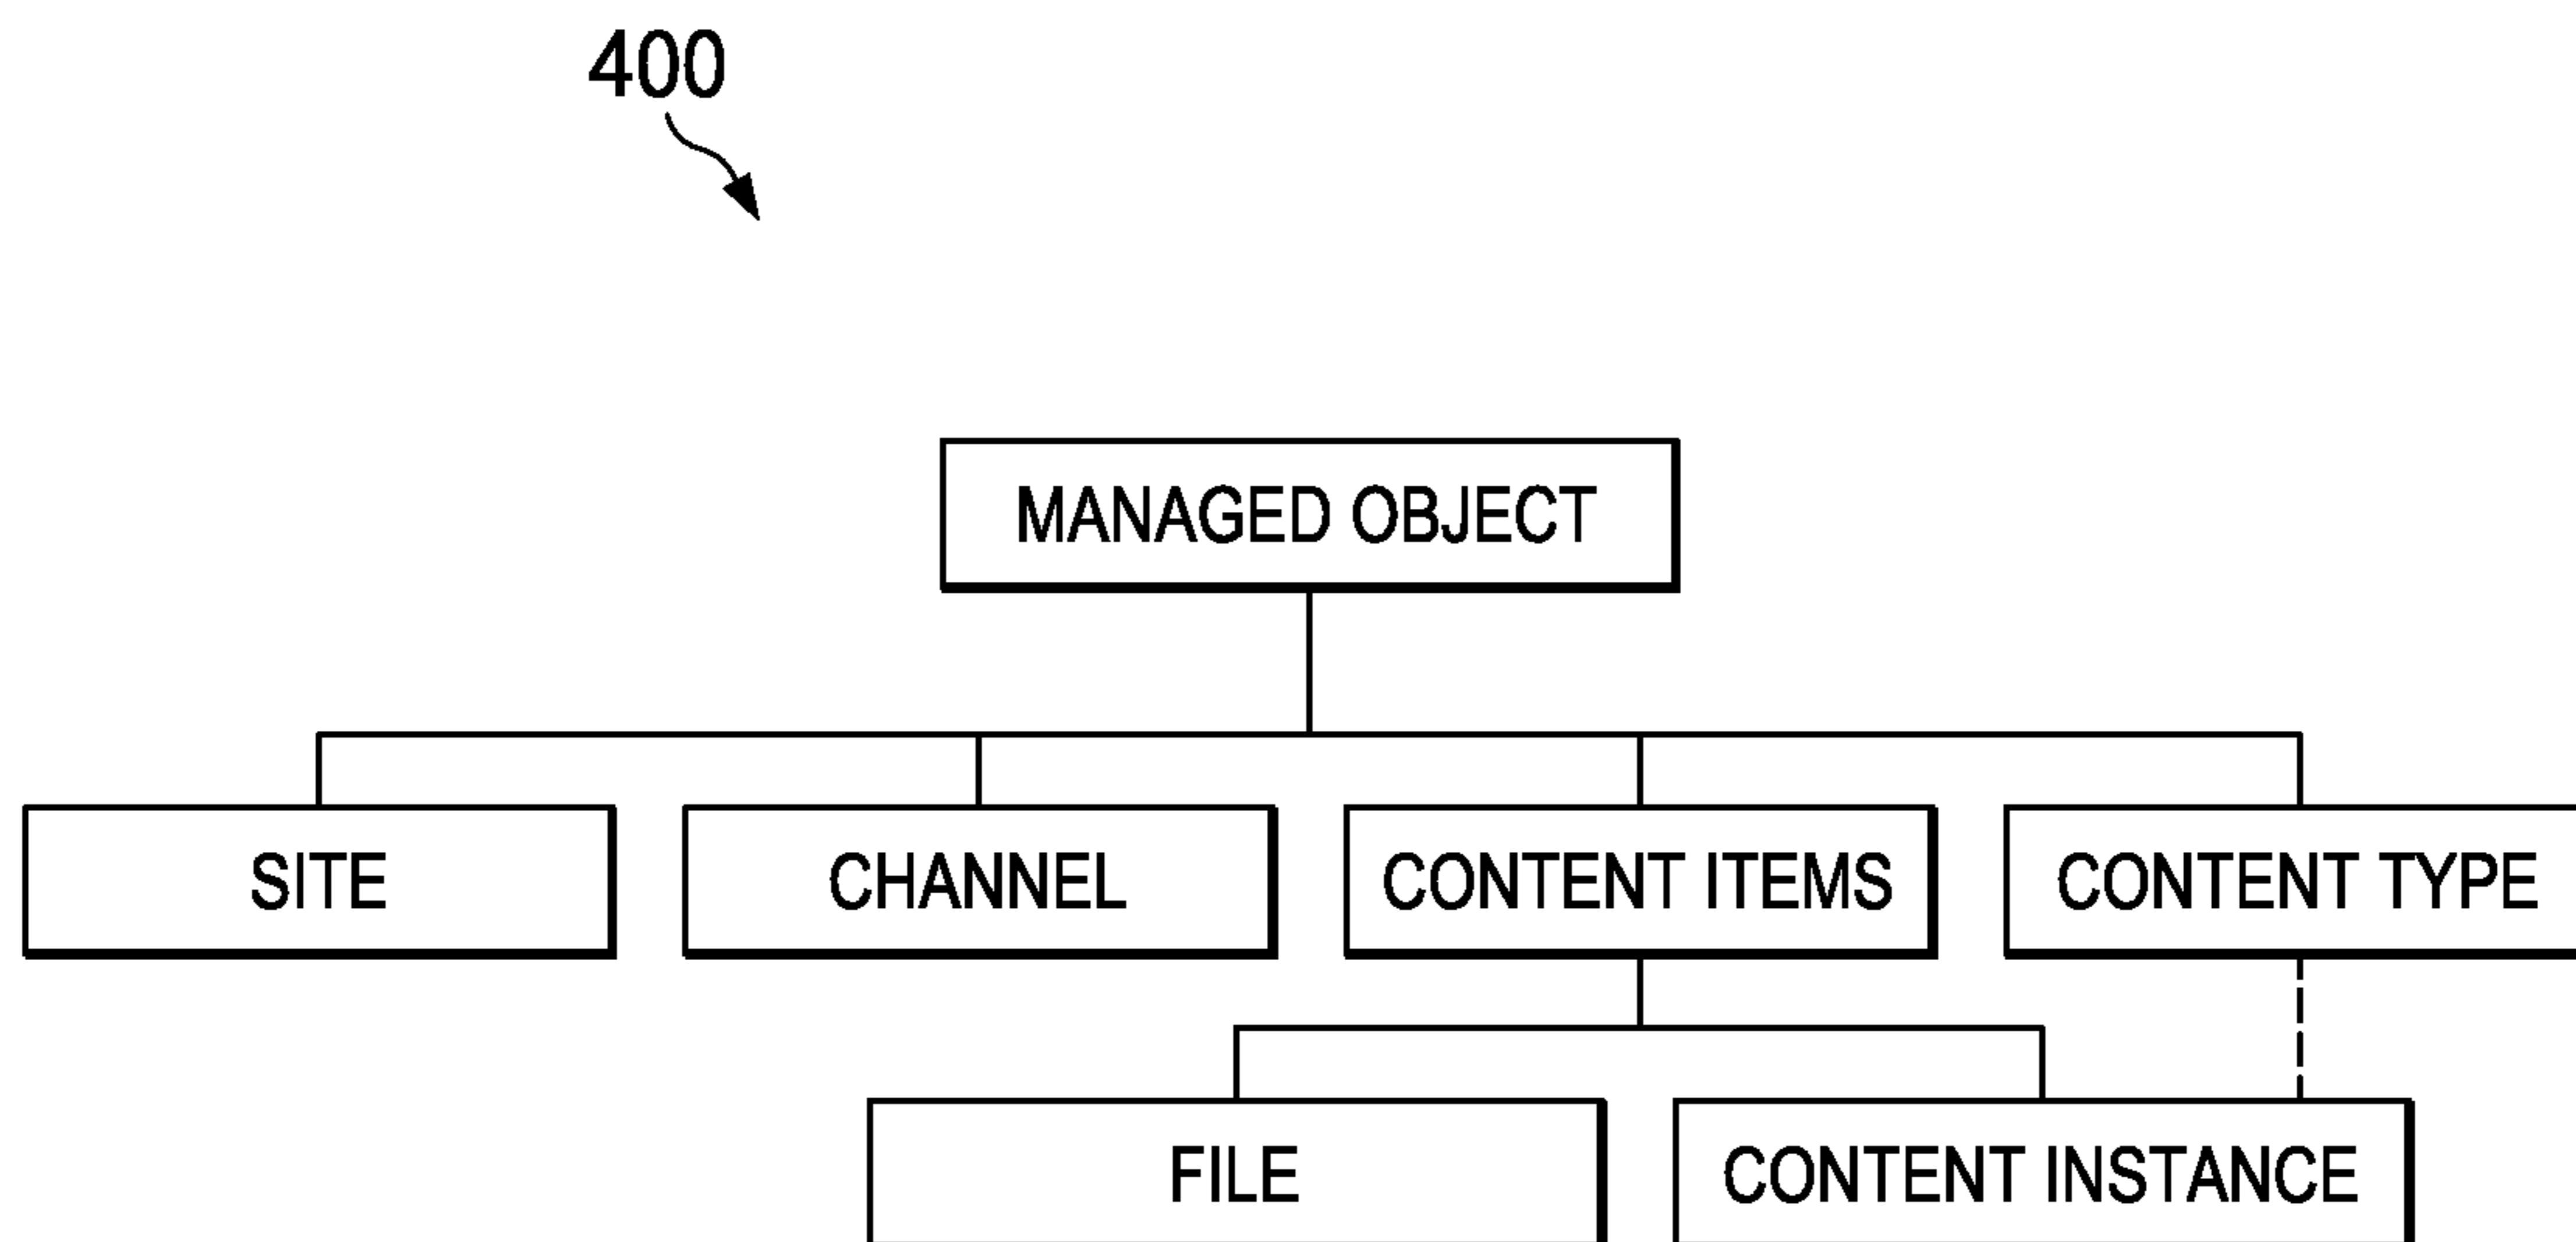 400
MANAGED OBJECT
SITE
CHANNEL
CONTENT ITEMS
CONTENT TYPE
FILE
CONTENT INSTANCE